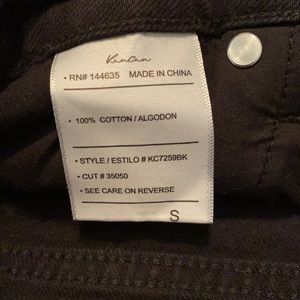 KanCan
• RN# 144635 MADE IN CHINA
• 100% COTTON / ALGODON
• STYLE / ESTILO # KC7259BK
• CUT # 35050
• SEE CARE ON REVERSE
S